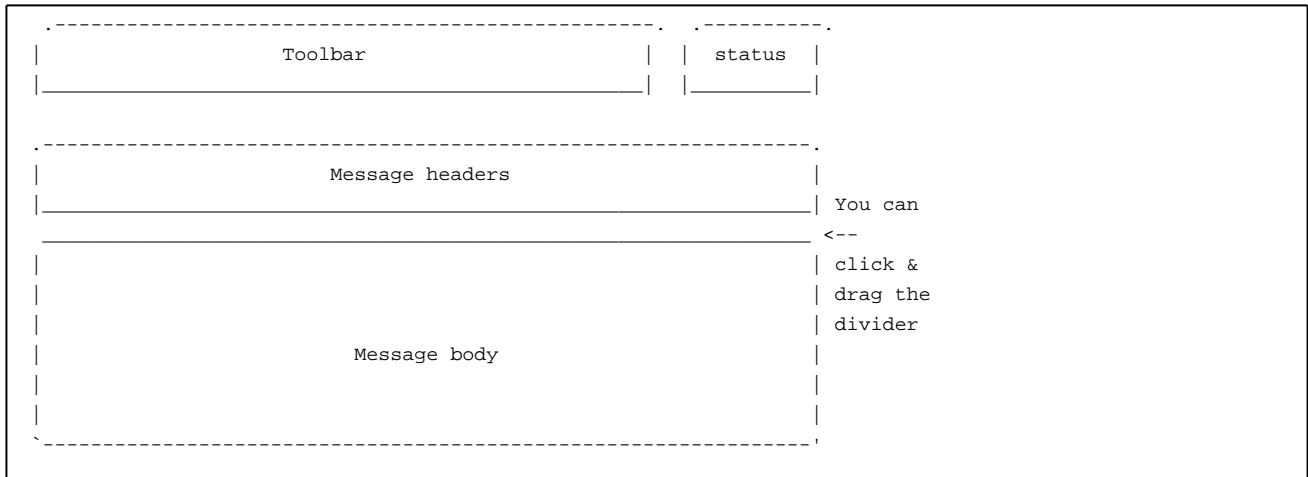 Toolbar status
Message headers
You can
<--
click &
drag the
divider
Message body